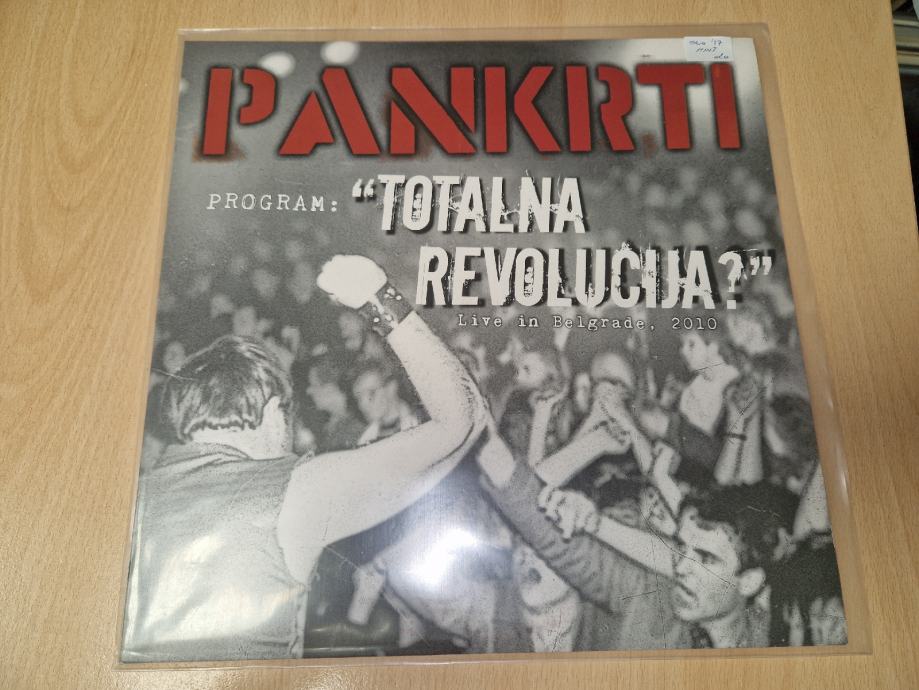 PANKRTI
PROGRAM: "TOTALNA
REVOLUCIJA?"
Live in Belgrade, 2010